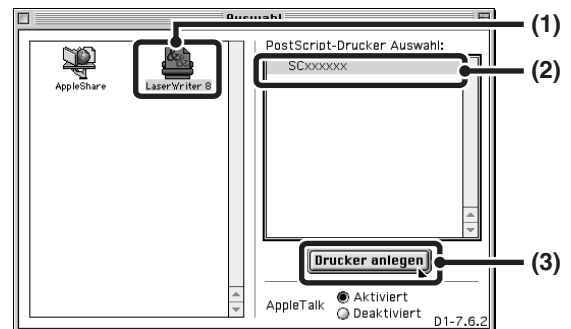 Auswahl
(1)
PostScript-Drucker Auswahl:
SCxxxxxx
(2)
AppleShare
LaserWriter 8
Drucker anlegen
(3)
AppleTalk
Aktiviert
Deaktiviert
D1-7.6.2